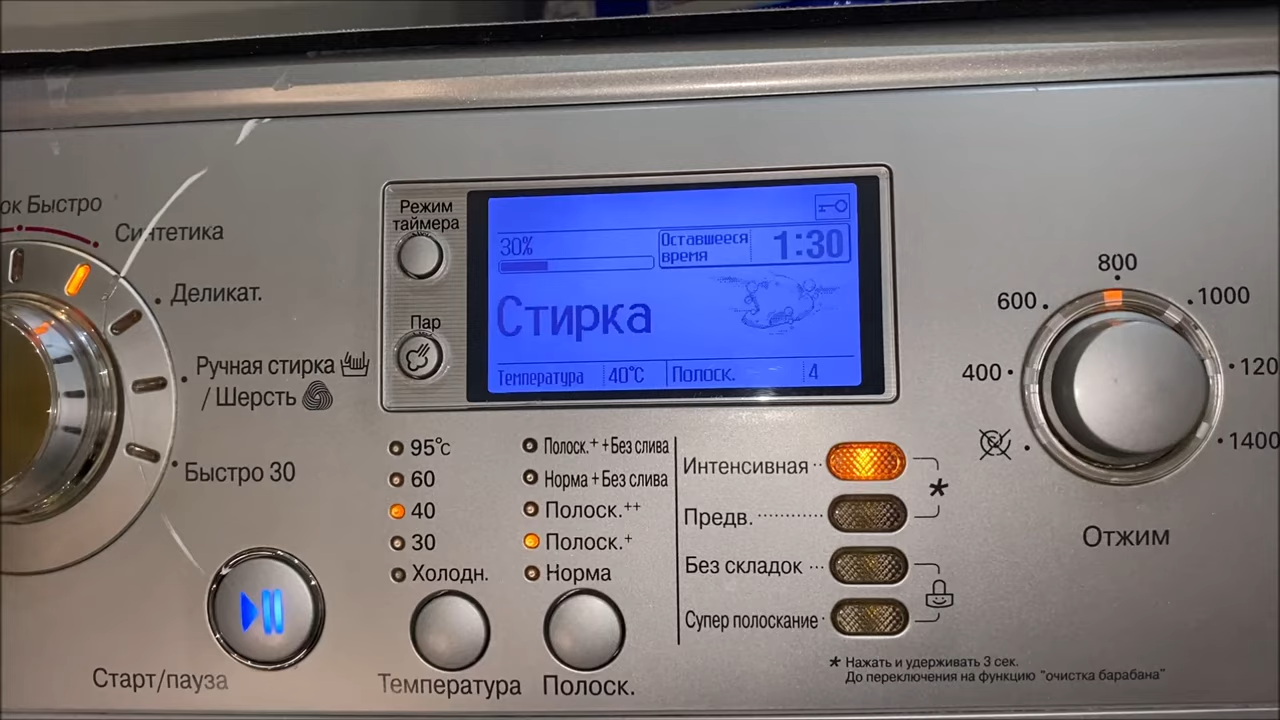 ок Быстро
Синтетика
Деликат.
Ручная стирка
/ Шерсть
Быстро 30
Старт/пауза
Режим
таймера
Пар
30%
Оставшееся
время
1:30
Стирка
Температура 40°C Полоск. 4
95°c
60
40
30
Холодн.
Температура
Полоск.⁺ +Без слива
Норма +Без слива
Полоск.⁺⁺
Полоск.⁺
Норма
Полоск.
Интенсивная
Предв.
Без складок
Супер полоскание
*
* Нажать и удерживать 3 сек.
До переключения на функцию "очистка барабана"
400
600
800
1000
120
1400
Отжим